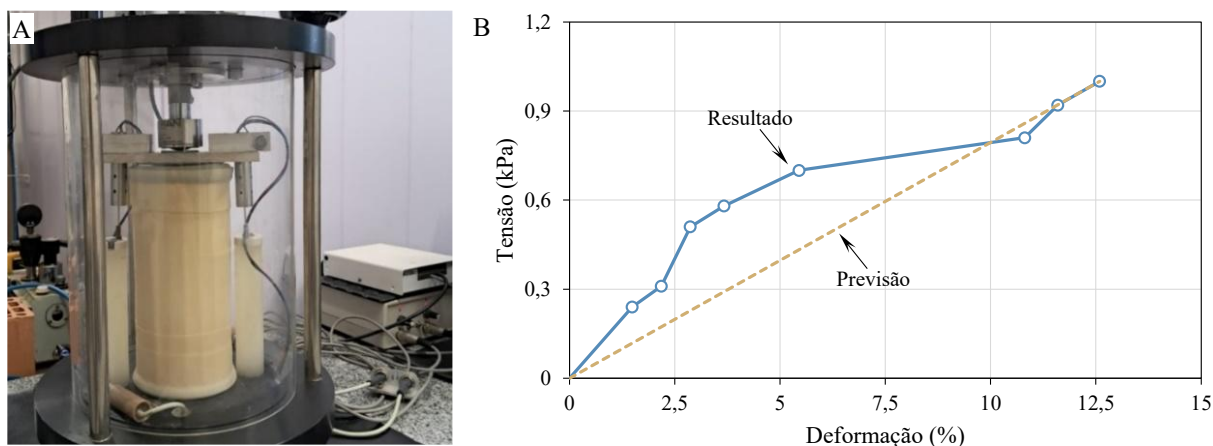 A
B
1,2
0,9
0,6
0,3
0
Tensão (kPa)
Resultado
Previsão
0
2,5
5
7,5
10
12,5
15
Deformação (%)